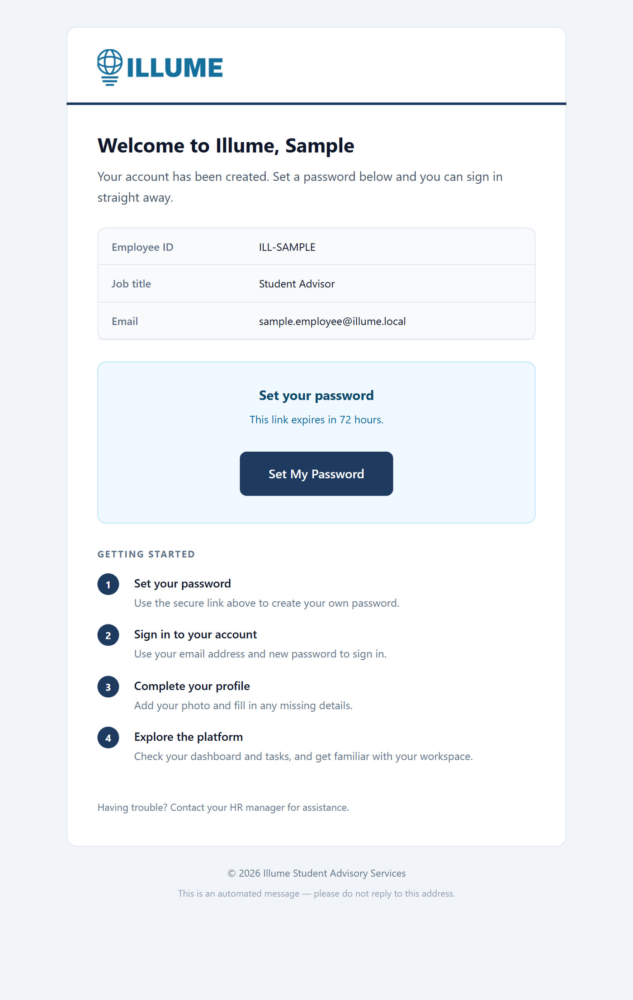 ILLUME
Welcome to Illume, Sample
Your account has been created. Set a password below and you can sign in
straight away.
Employee ID ILL-SAMPLE
Job title Student Advisor
Email sample.employee@illume.local
Set your password
This link expires in 72 hours.
Set My Password
GETTING STARTED
1 Set your password
Use the secure link above to create your own password.
2 Sign in to your account
Use your email address and new password to sign in.
3 Complete your profile
Add your photo and fill in any missing details.
4 Explore the platform
Check your dashboard and tasks, and get familiar with your workspace.
Having trouble? Contact your HR manager for assistance.
© 2026 Illume Student Advisory Services
This is an automated message — please do not reply to this address.